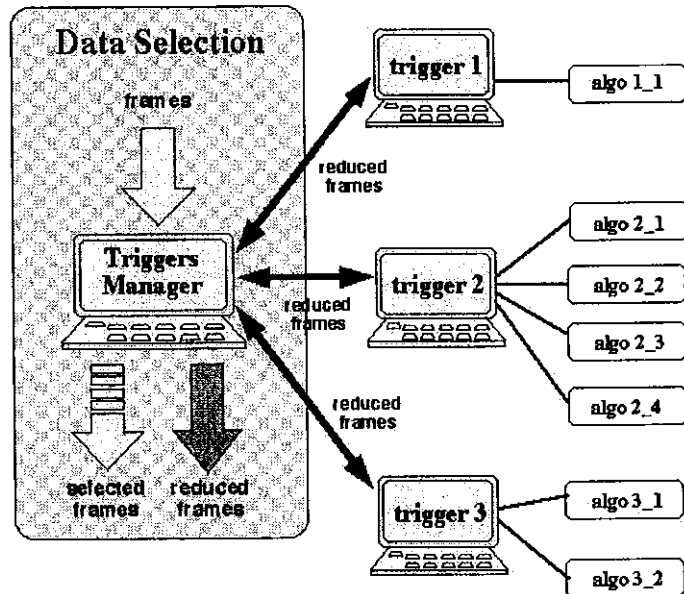 Data Selection
frames
Triggers
Manager
selected
frames
reduced
frames
reduced
frames
reduced
frames
reduced
frames
trigger 1
trigger 2
trigger 3
algo 1_1
algo 2_1
algo 2_2
algo 2_3
algo 2_4
algo 3_1
algo 3_2